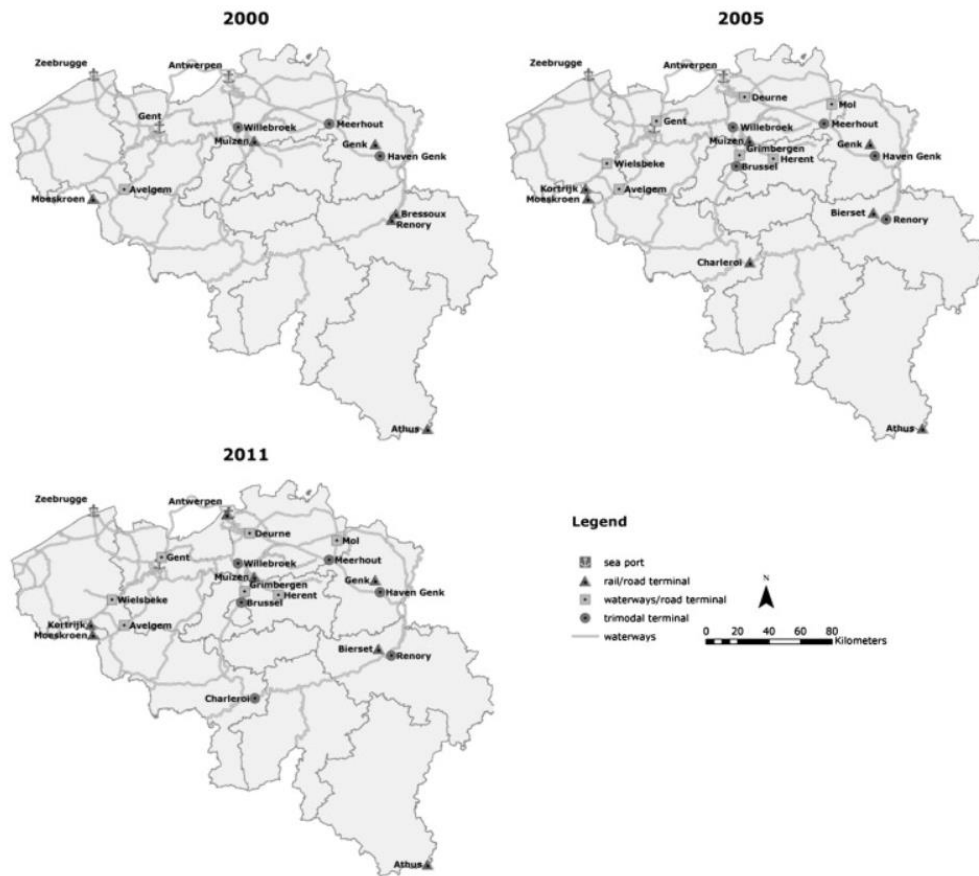 2000
Zeebrugge
Antwerpen
Gent
Willebroek
Meerhout
Muizen
Genk
Haven Genk
Avelgem
Moeskroen
Bressoux
Renory
Athus
2005
Zeebrugge
Antwerpen
Deurne
Mol
Gent
Willebroek
Meerhout
Muizen
Grimbergen
Genk
Wielsbeke
Herent
Haven Genk
Brussel
Kortrijk
Avelgem
Moeskroen
Bierset
Renory
Charleroi
Athus
2011
Zeebrugge
Antwerpen
Deurne
Mol
Gent
Willebroek
Meerhout
Muizen
Genk
Grimbergen
Wielsbeke
Herent
Haven Genk
Brussel
Kortrijk
Avelgem
Moeskroen
Bierset
Renory
Charleroi
Athus
Legend
sea port
rail/road terminal
waterways/road terminal
trimodal terminal
waterways
N
0 10 20 40 60 80 Kilometers